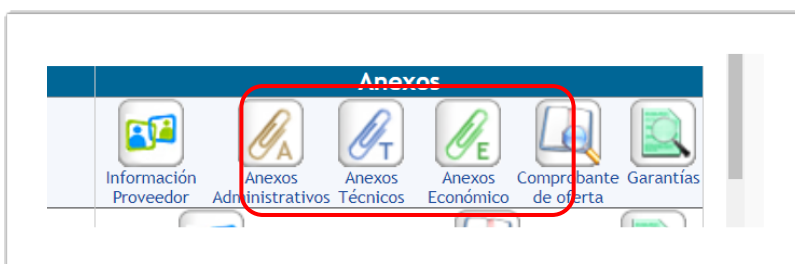 Anexos
A T E
Información Anexos Anexos Anexos Comprobante Garantías
Proveedor Administrativos Técnicos Económico de oferta